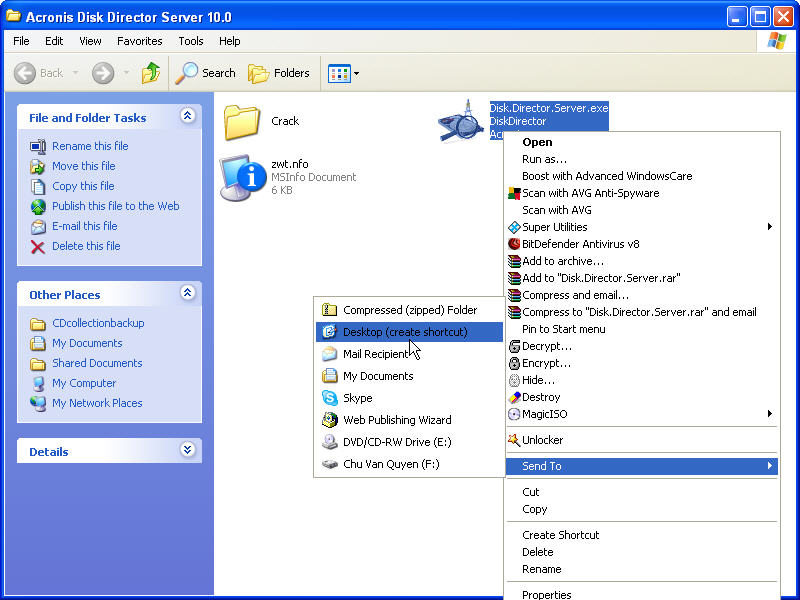 Acronis Disk Director Server 10.0
File Edit View Favorites Tools Help
Back Search Folders
File and Folder Tasks
Rename this file
Move this file
Copy this file
Publish this file to the Web
E-mail this file
Delete this file
Other Places
CDcollectionbackup
My Documents
Shared Documents
My Computer
My Network Places
Details
Crack
Disk.Director.Server.exe
DiskDirector
zwt.nfo
MSInfo Document
6 KB
Open
Run as...
Boost with Advanced WindowsCare
Scan with AVG Anti-Spyware
Scan with AVG
Super Utilities
BitDefender Antivirus v8
Add to archive...
Add to "Disk.Director.Server.rar"
Compress and email...
Compress to "Disk.Director.Server.rar" and email
Pin to Start menu
Decrypt...
Encrypt...
Hide...
Destroy
MagicISO
Unlocker
Send To
Cut
Copy
Create Shortcut
Delete
Rename
Properties
Compressed (zipped) Folder
Desktop (create shortcut)
Mail Recipient
My Documents
Skype
Web Publishing Wizard
DVD/CD-RW Drive (E:)
Chu Van Quyen (F:)